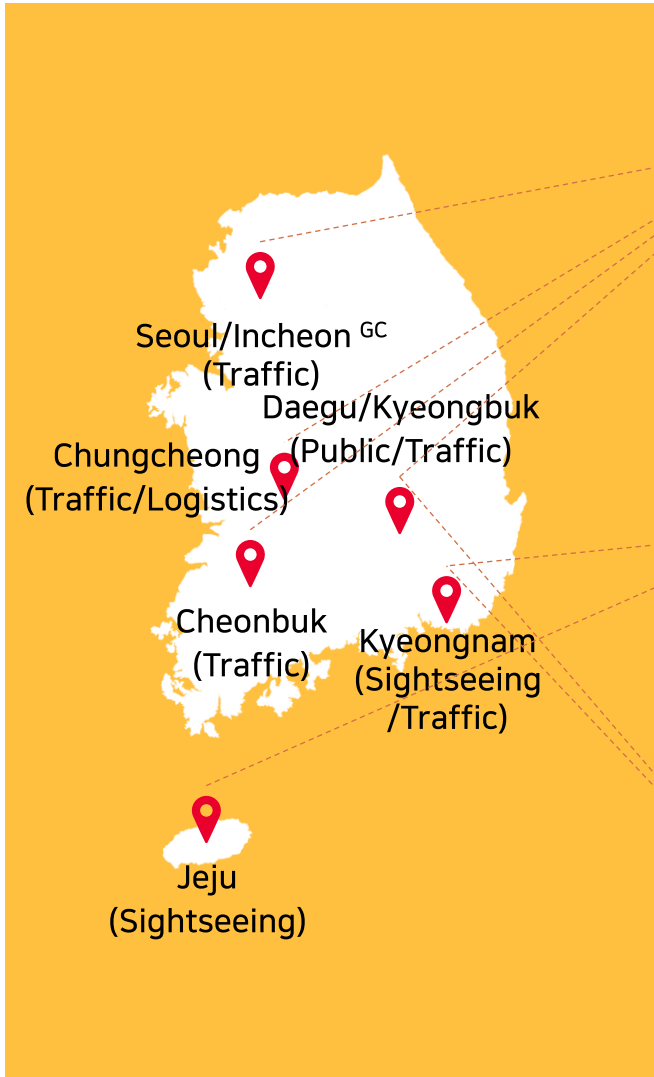 Seoul/Incheon GC
(Traffic)
Daegu/Kyeongbuk
(Public/Traffic)
Chungcheong
(Traffic/Logistics)
Cheonbuk
(Traffic)
Kyeongnam
(Sightseeing
/Traffic)
Jeju
(Sightseeing)